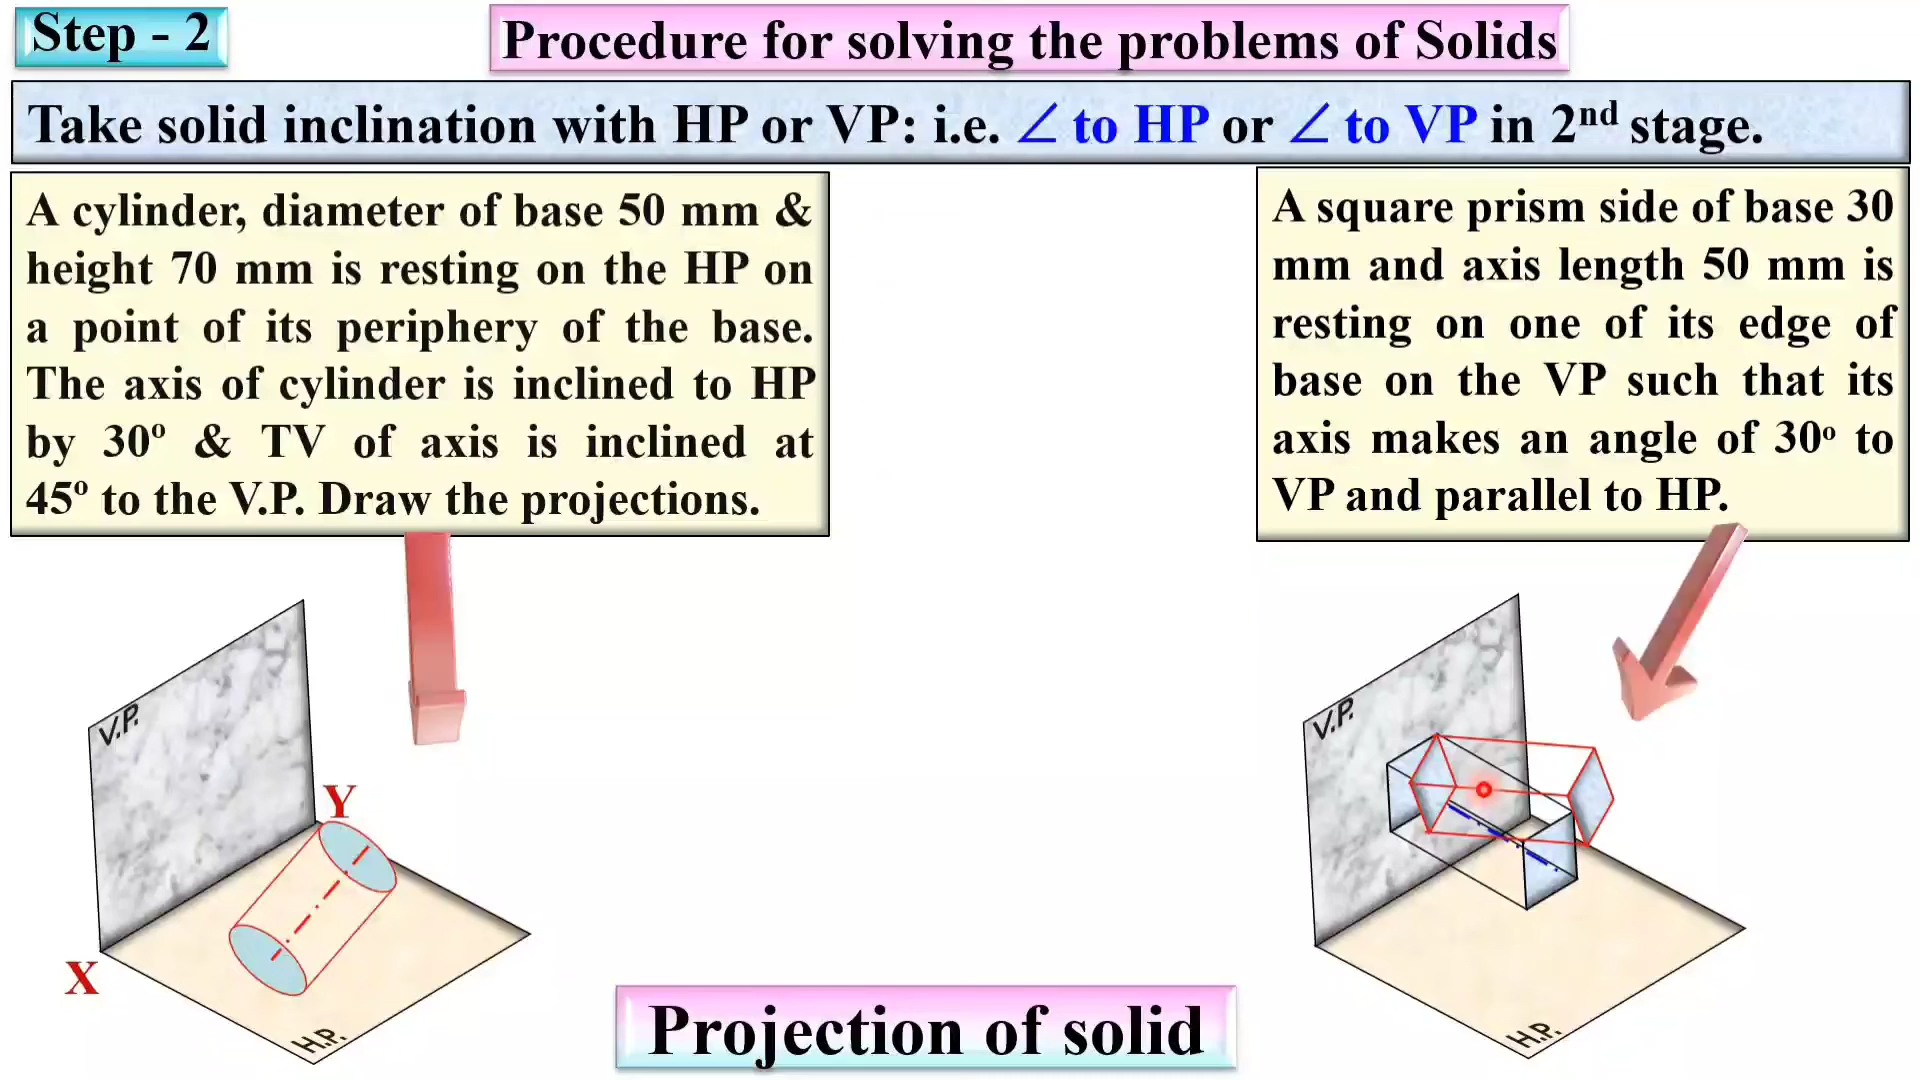 Step - 2
Procedure for solving the problems of Solids
Take solid inclination with HP or VP: i.e. ∠ to HP or ∠ to VP in 2nd stage.
A cylinder, diameter of base 50 mm &
height 70 mm is resting on the HP on
a point of its periphery of the base.
The axis of cylinder is inclined to HP
by 30º & TV of axis is inclined at
45º to the V.P. Draw the projections.
A square prism side of base 30
mm and axis length 50 mm is
resting on one of its edge of
base on the VP such that its
axis makes an angle of 30o to
VP and parallel to HP.
V.P.
Y
X
H.P.
V.P.
H.P.
Projection of solid